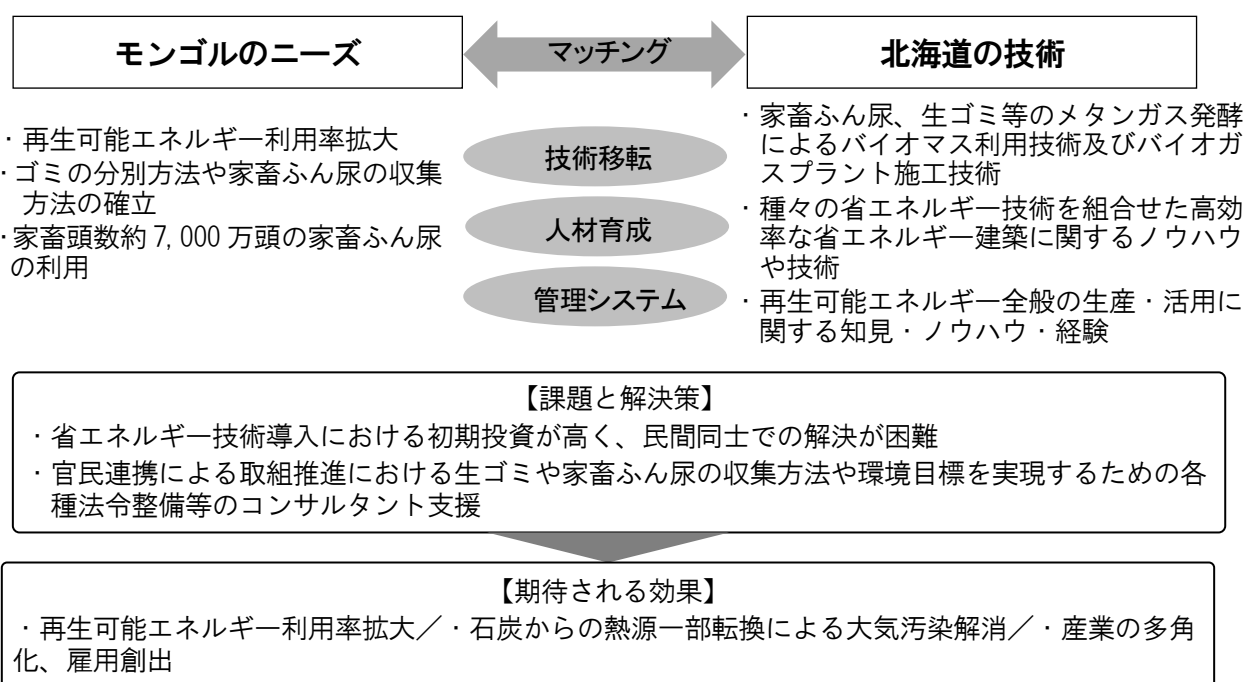 モンゴルのニーズ
マッチング
北海道の技術
・再生可能エネルギー利用率拡大
・ゴミの分別方法や家畜ふん尿の収集
方法の確立
・家畜頭数約7,000万頭の家畜ふん尿
の利用
技術移転
人材育成
管理システム
・家畜ふん尿、生ゴミ等のメタンガス発酵
によるバイオマス利用技術及びバイオガ
スプラント施工技術
・種々の省エネルギー技術を組合せた高効
率な省エネルギー建築に関するノウハウ
や技術
・再生可能エネルギー全般の生産・活用に
関する知見・ノウハウ・経験
【課題と解決策】
・省エネルギー技術導入における初期投資が高く、民間同士での解決が困難
・官民連携による取組推進における生ゴミや家畜ふん尿の収集方法や環境目標を実現するための各
種法令整備等のコンサルタント支援
【期待される効果】
・再生可能エネルギー利用率拡大／・石炭からの熱源一部転換による大気汚染解消／・産業の多角
化、雇用創出